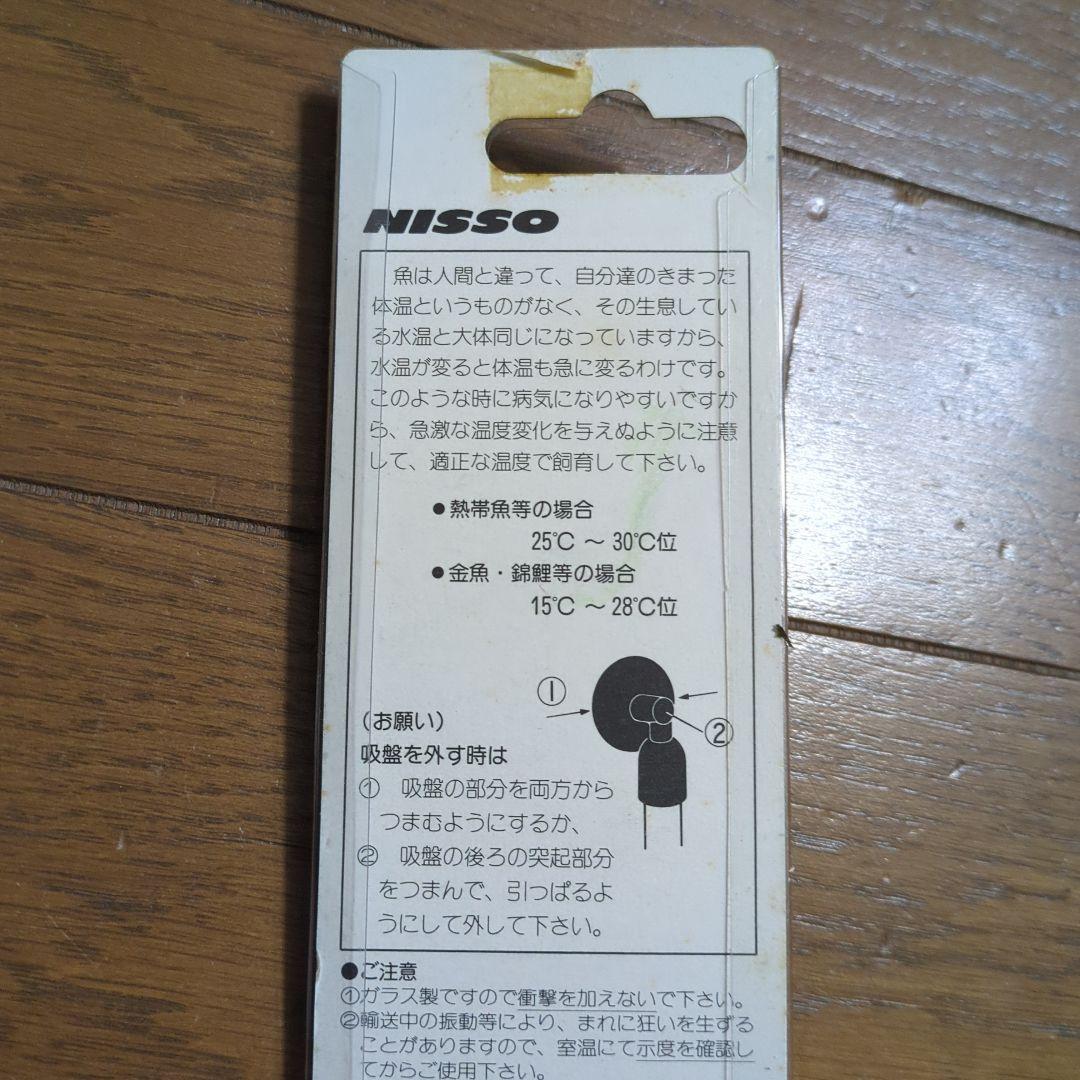 NISSO
魚は人間と違って、自分達のきまった
体温というものがなく、その生息してい
る水温と大体同じになっていますから、
水温が変ると体温も急に変るわけです。
このような時に病気になりやすいですか
ら、急激な温度変化を与えぬように注意
して、適正な温度で飼育して下さい。
●熱帯魚等の場合
25℃ ～ 30℃位
●金魚・錦鯉等の場合
15℃ ～ 28℃位
①
②
(お願い)
吸盤を外す時は
① 吸盤の部分を両方から
つまむようにするか、
② 吸盤の後ろの突起部分
をつまんで、引っぱるよ
うにして外して下さい。
●ご注意
①ガラス製ですので衝撃を加えないで下さい。
②輸送中の振動等により、まれに狂いを生ずる
ことがありますので、室温にて示度を確認し
てからご使用下さい。